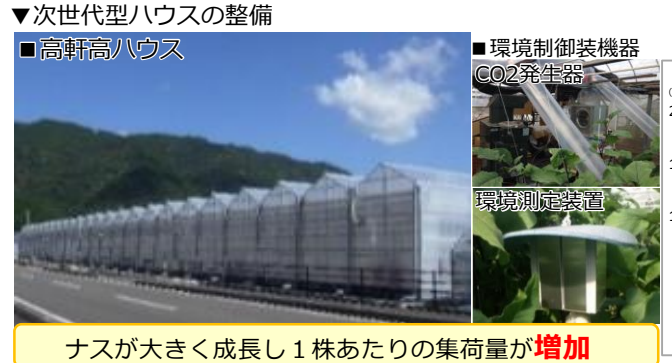 ▼次世代型ハウスの整備
■高軒高ハウス
■環境制御装機器
CO2発生器
環境測定装置
ナスが大きく成長し１株あたりの集荷量が増加